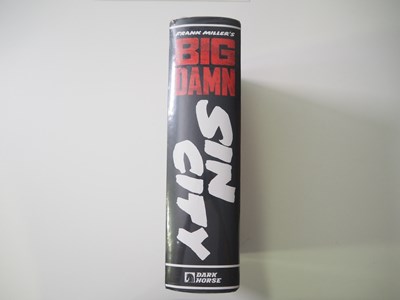 FRANK MILLER'S
BIG
DAMN
SIN
CITY
DARK
HORSE